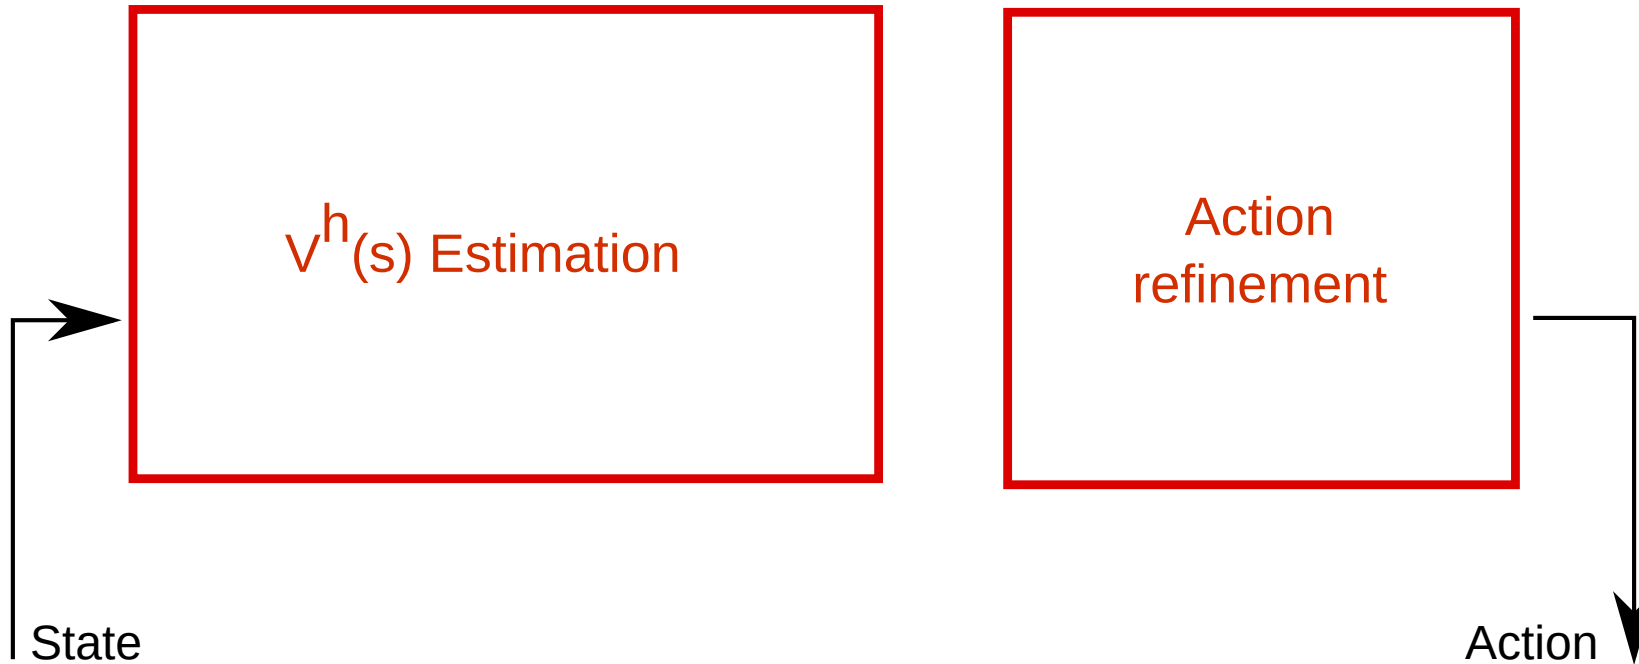 V^h(s) Estimation
Action
refinement
State
Action